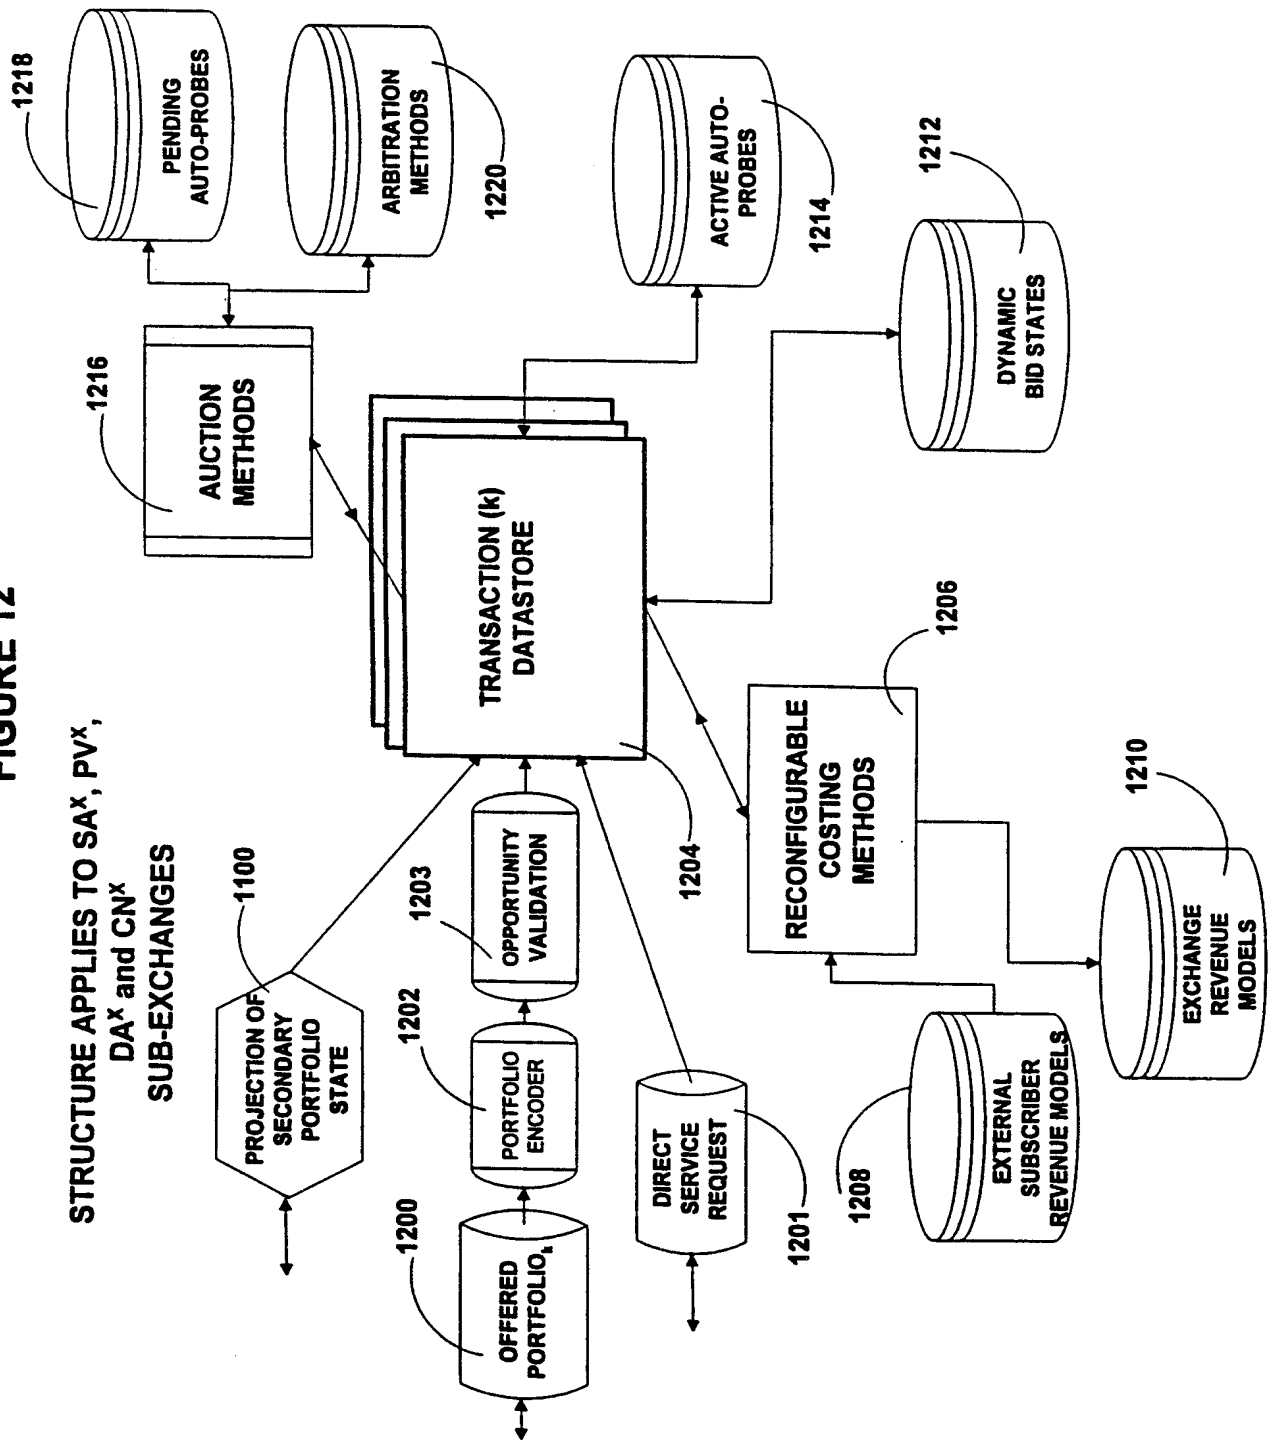 FIGURE 12
STRUCTURE APPLIES TO SAˣ, PVˣ,
DAˣ and CNˣ
SUB-EXCHANGES
1100
PROJECTION OF
SECONDARY
PORTFOLIO
STATE
1200
OFFERED
PORTFOLIOₖ
1202
PORTFOLIO
ENCODER
1203
OPPORTUNITY
VALIDATION
DIRECT
SERVICE
REQUEST
1201
TRANSACTION (k)
DATASTORE
1204
1216
AUCTION
METHODS
1218
PENDING
AUTO-PROBES
ARBITRATION
METHODS
1220
ACTIVE AUTO-
PROBES
1214
1212
DYNAMIC
BID STATES
1206
RECONFIGURABLE
COSTING
METHODS
1208
EXTERNAL
SUBSCRIBER
REVENUE MODELS
1210
EXCHANGE
REVENUE
MODELS